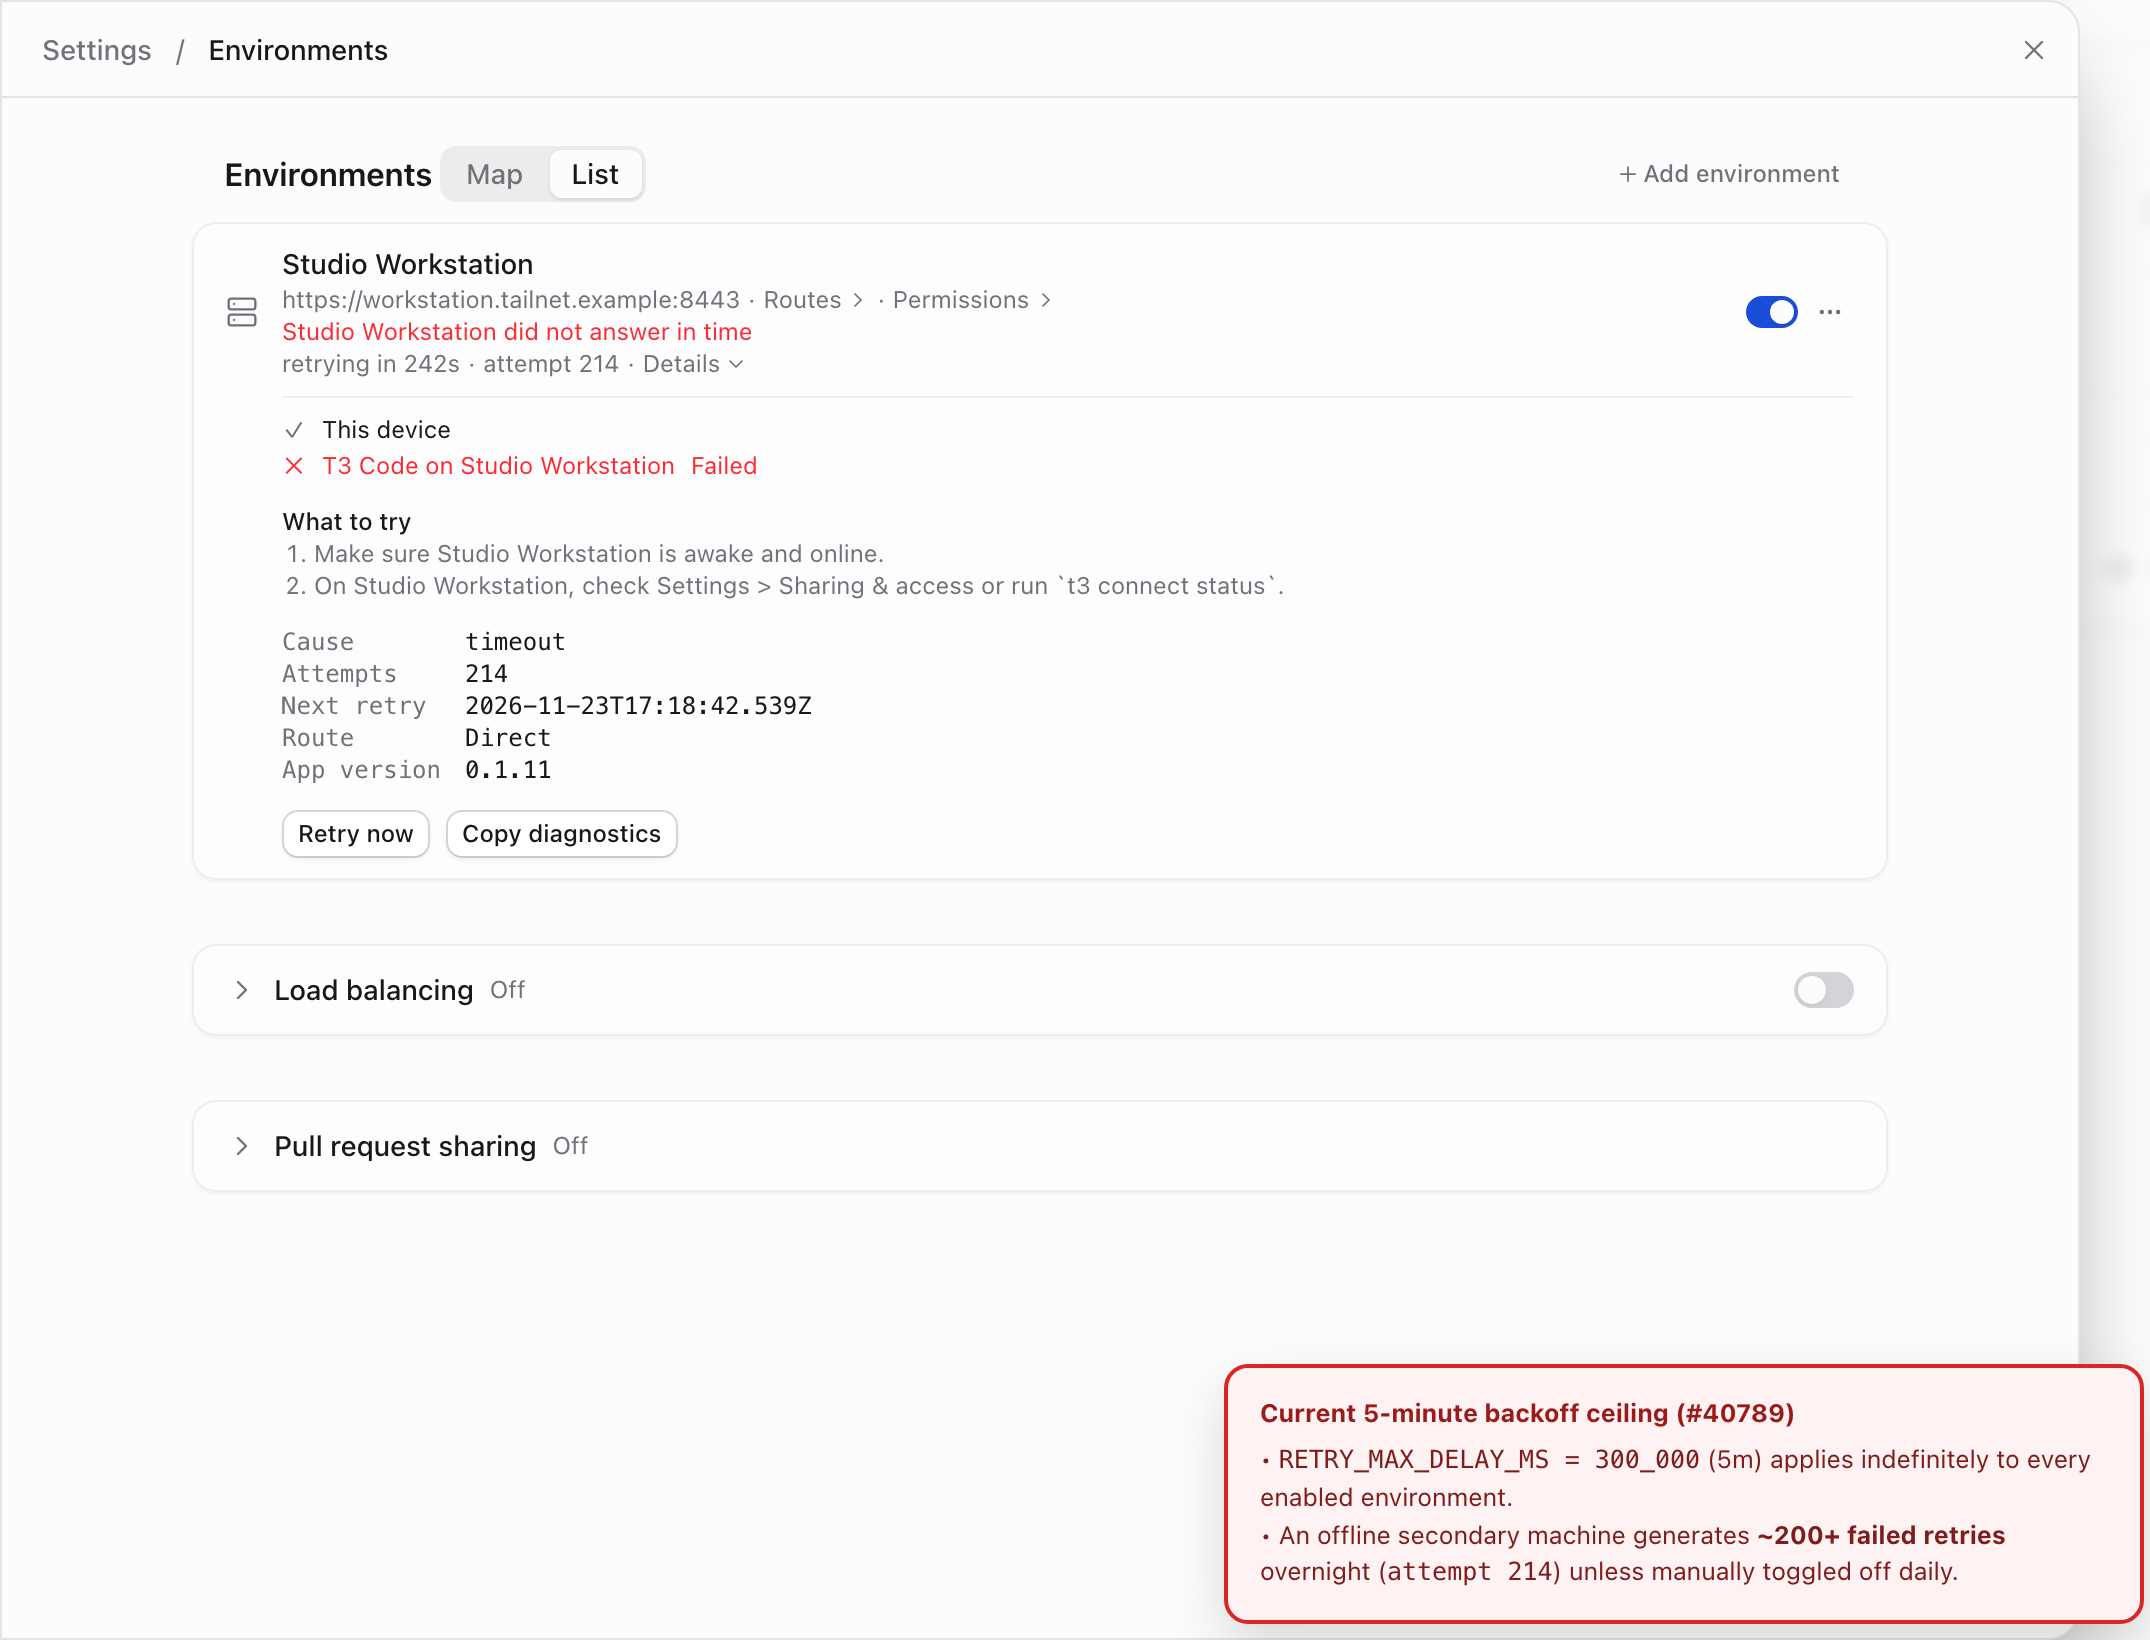 Settings / Environments
Environments Map List + Add environment
Studio Workstation
https://workstation.tailnet.example:8443 · Routes > · Permissions >
Studio Workstation did not answer in time
retrying in 242s · attempt 214 · Details
This device
T3 Code on Studio Workstation Failed
What to try
1. Make sure Studio Workstation is awake and online.
2. On Studio Workstation, check Settings > Sharing & access or run `t3 connect status`.
Cause timeout
Attempts 214
Next retry 2026-11-23T17:18:42.539Z
Route Direct
App version 0.1.11
Retry now Copy diagnostics
Load balancing Off
Pull request sharing Off
Current 5-minute backoff ceiling (#40789)
• RETRY_MAX_DELAY_MS = 300_000 (5m) applies indefinitely to every
enabled environment.
• An offline secondary machine generates ~200+ failed retries
overnight (attempt 214) unless manually toggled off daily.